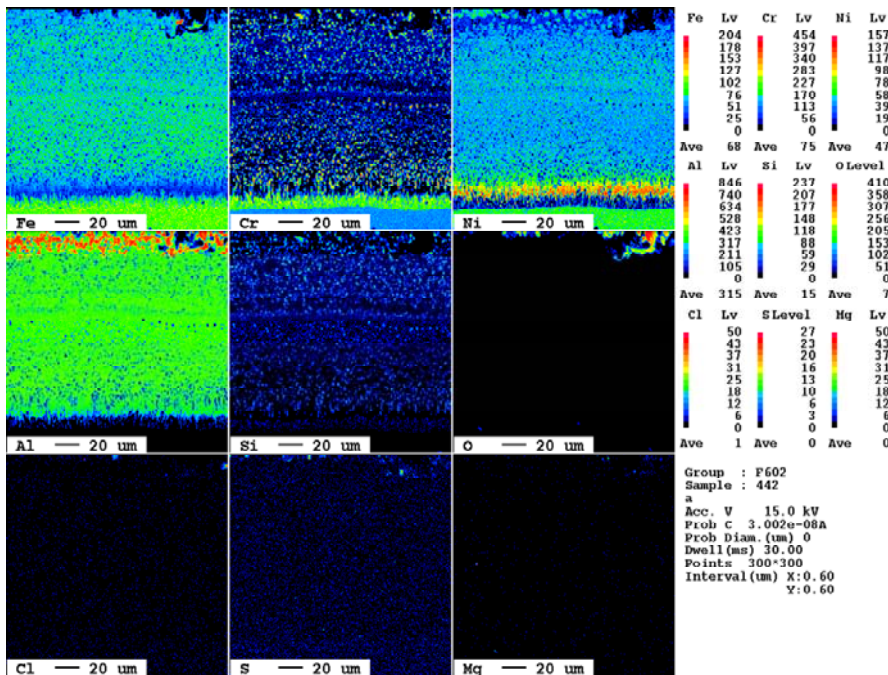 Fe 20 um Cr 20 um Ni 20 um
Al 20 um Si 20 um O 20 um
Cl 20 um S 20 um Mg 20 um
Fe Lv Cr Lv Ni Lv
204 454 157
178 397 137
153 340 117
127 283 98
102 227 78
76 170 58
51 113 39
25 56 19
0 0 0
Ave 68 Ave 75 Ave 47
Al Lv Si Lv O Level
846 237 410
740 207 358
634 177 307
528 148 256
423 118 205
317 88 153
211 59 102
105 29 51
0 0 0
Ave 315 Ave 15 Ave 7
Cl Lv S Level Mg Lv
50 27 50
43 23 43
37 20 37
31 16 31
25 13 25
18 10 18
12 6 12
6 3 6
0 0 0
Ave 1 Ave 0 Ave 0
Group : F602
Sample : 442
a
Acc. V 15.0 kV
Prob C 3.002e-08A
Prob Diam.(um) 0
Dwell(ms) 30.00
Points 300*300
Interval(um) X:0.60
Y:0.60